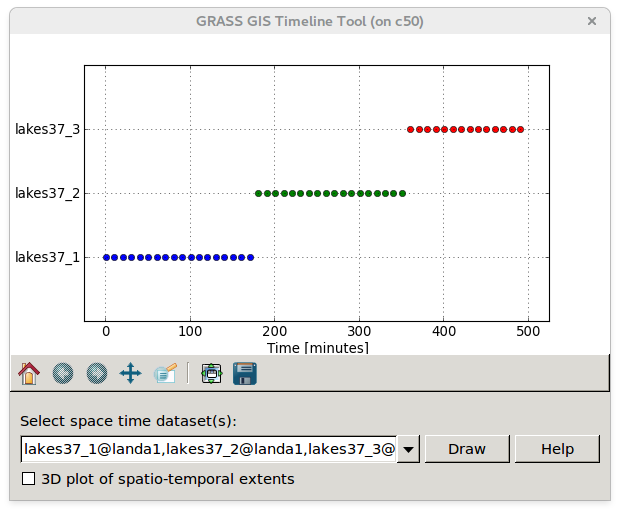 GRASS GIS Timeline Tool (on c50)
lakes37_3
lakes37_2
lakes37_1
0 100 200 300 400 500
Time [minutes]
Select space time dataset(s):
lakes37_1@landa1,lakes37_2@landa1,lakes37_3@
Draw
Help
3D plot of spatio-temporal extents